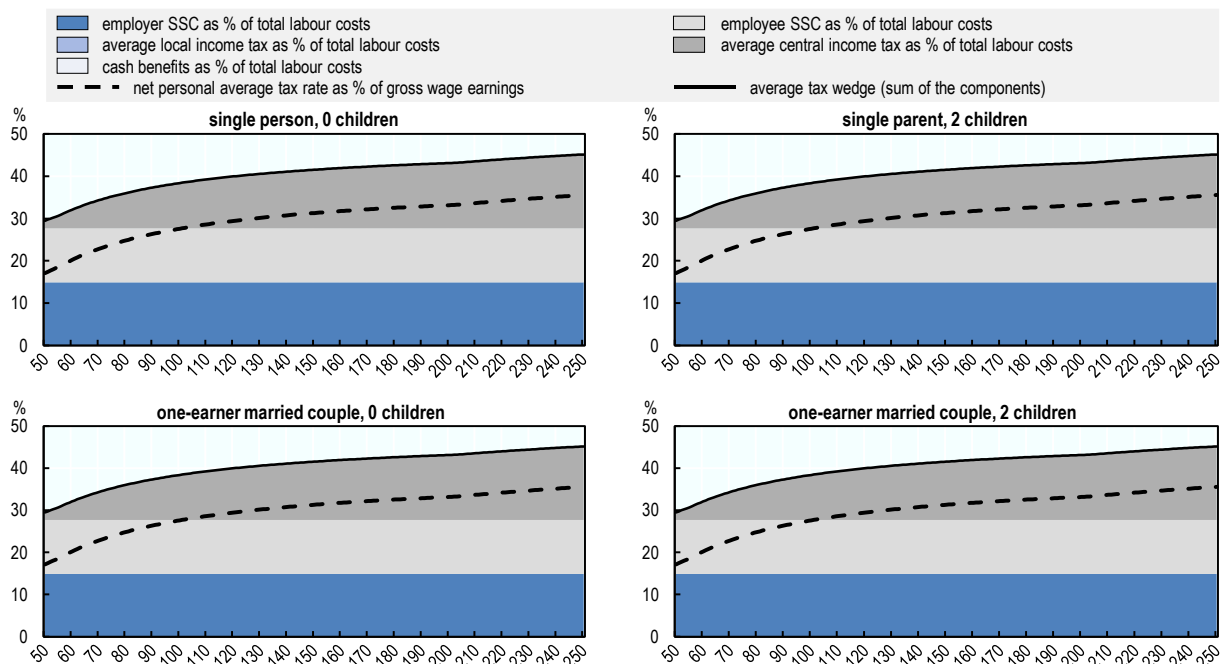 employer SSC as % of total labour costs
employee SSC as % of total labour costs
average local income tax as % of total labour costs
average central income tax as % of total labour costs
cash benefits as % of total labour costs
net personal average tax rate as % of gross wage earnings
average tax wedge (sum of the components)
%
single person, 0 children
50
40
30
20
10
0
50 60 70 80 90 100 110 120 130 140 150 160 170 180 190 200 210 220 230 240 250
%
single parent, 2 children
50
40
30
20
10
0
50 60 70 80 90 100 110 120 130 140 150 160 170 180 190 200 210 220 230 240 250
%
one-earner married couple, 0 children
50
40
30
20
10
0
50 60 70 80 90 100 110 120 130 140 150 160 170 180 190 200 210 220 230 240 250
%
one-earner married couple, 2 children
50
40
30
20
10
0
50 60 70 80 90 100 110 120 130 140 150 160 170 180 190 200 210 220 230 240 250